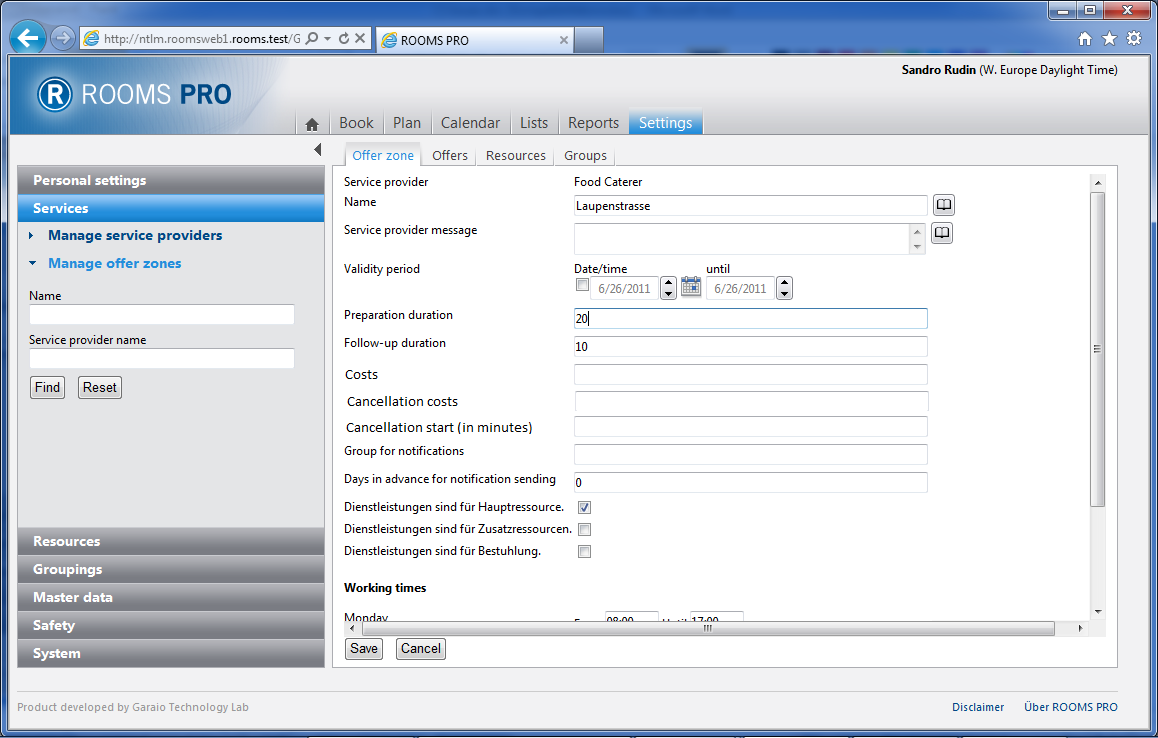 http://ntlm.roomsweb1.rooms.test/G
ROOMS PRO
Sandro Rudin (W. Europe Daylight Time)
R ROOMS PRO
Book Plan Calendar Lists Reports Settings
Offer zone Offers Resources Groups
Personal settings
Services
Manage service providers
Manage offer zones
Name
Service provider name
Find Reset
Resources
Groupings
Master data
Safety
System
Service provider Food Caterer
Name Laupenstrasse
Service provider message
Validity period Date/time until
6/26/2011 6/26/2011
Preparation duration 20
Follow-up duration 10
Costs
Cancellation costs
Cancellation start (in minutes)
Group for notifications
Days in advance for notification sending 0
Dienstleistungen sind für Hauptressource.
Dienstleistungen sind für Zusatzressourcen.
Dienstleistungen sind für Bestuhlung.
Working times
Monday 08:00 Until 17:00
Save Cancel
Product developed by Garaio Technology Lab
Disclaimer Über ROOMS PRO